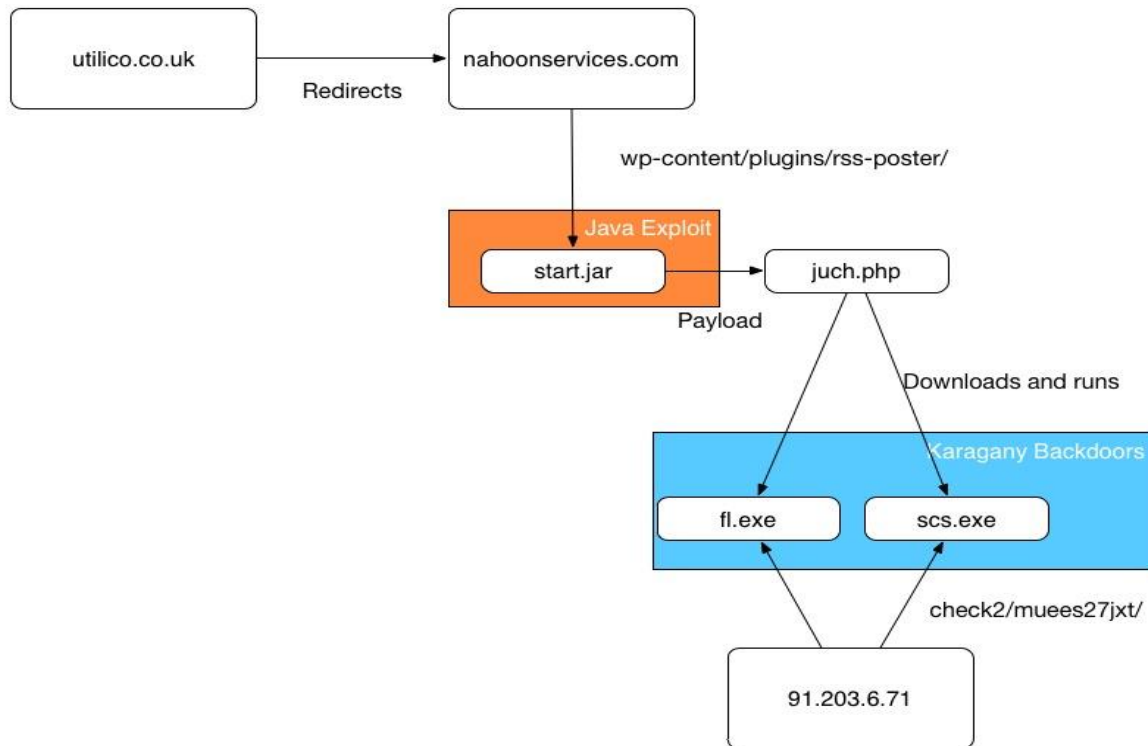 utilico.co.uk
nahoonservices.com
Redirects
wp-content/plugins/rss-poster/
Java Exploit
start.jar
juch.php
Payload
Downloads and runs
Karagany Backdoors
fl.exe
scs.exe
check2/muees27jxt/
91.203.6.71